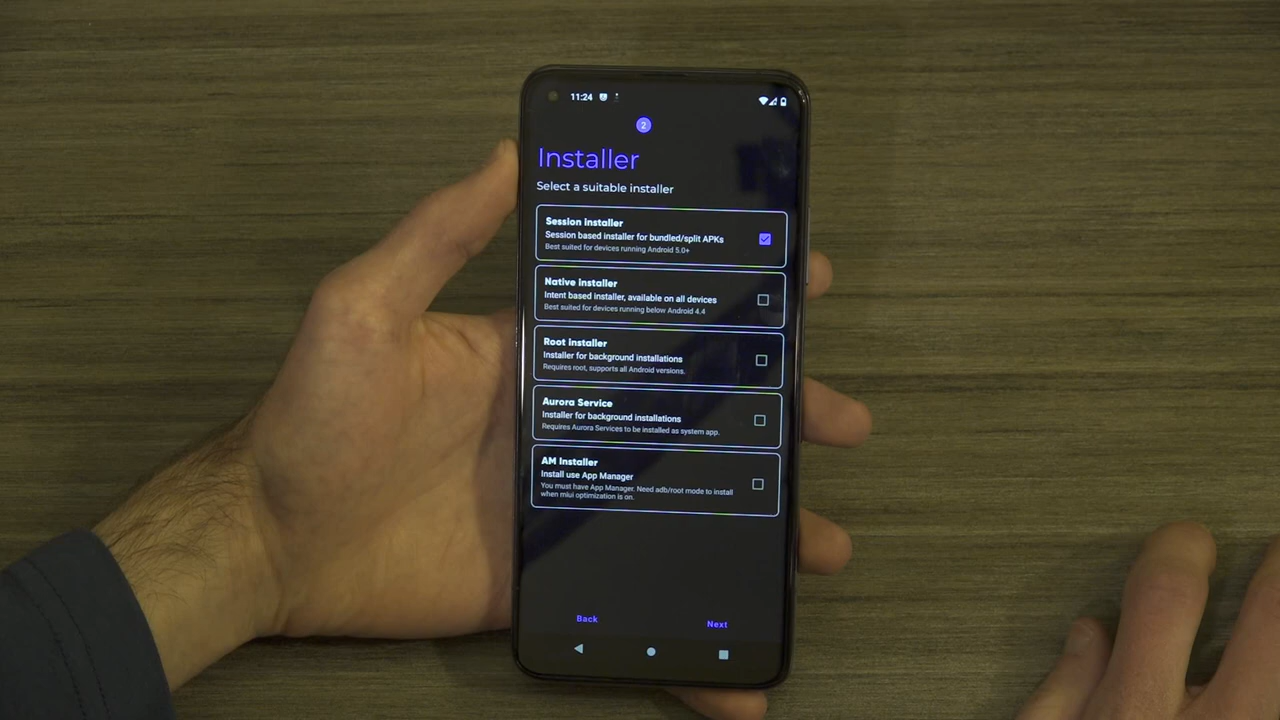 11:24
2
Installer
Select a suitable installer
Session installer
Session based installer for bundled/split APKs
Best suited for devices running Android 5.0+
Native installer
Intent based installer, available on all devices
Best suited for devices running below Android 4.4
Root installer
Installer for background installations
Requires root, supports all Android versions.
Aurora Service
Installer for background installations
Requires Aurora Services to be installed as system app.
AM Installer
Install use App Manager
You must have App Manager. Need adb/root mode to install
when miui optimization is on.
Back
Next